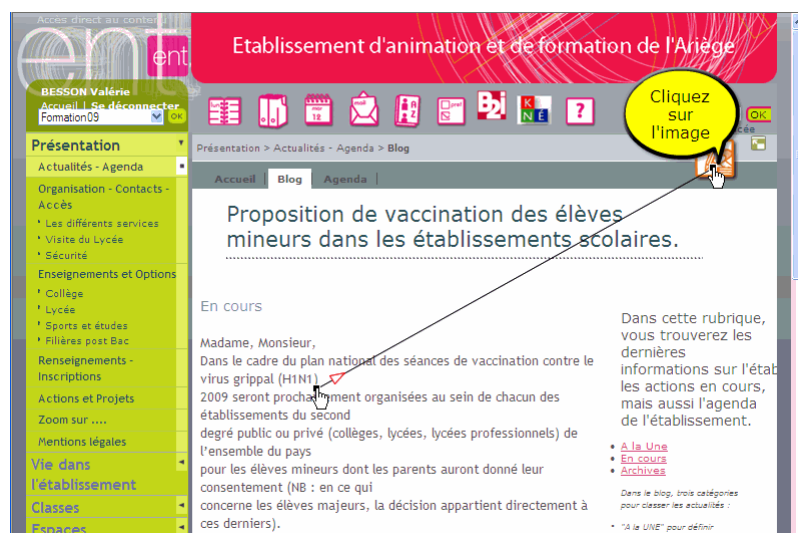 Accès direct au contenu
ent
ent
Etablissement d'animation et de formation de l'Ariège
BESSON Valérie
Accueil | Se déconnecter
Formation09
OK
Cliquez
sur
l'image
OK
Présentation
Actualités - Agenda
Organisation - Contacts -
Accès
Les différents services
Visite du Lycée
Sécurité
Enseignements et Options
Collège
Lycée
Sports et études
Filières post Bac
Renseignements -
Inscriptions
Actions et Projets
Zoom sur ....
Mentions légales
Vie dans
l'établissement
Classes
Espaces
Présentation > Actualités - Agenda > Blog
Accueil | Blog | Agenda |
Proposition de vaccination des élèves
mineurs dans les établissements scolaires.
En cours
Madame, Monsieur,
Dans le cadre du plan national des séances de vaccination contre le
virus grippal (H1N1)
2009 seront prochainement organisées au sein de chacun des
établissements du second
degré public ou privé (collèges, lycées, lycées professionnels) de
l'ensemble du pays
pour les élèves mineurs dont les parents auront donné leur
consentement (NB : en ce qui
concerne les élèves majeurs, la décision appartient directement à
ces derniers).
Dans cette rubrique,
vous trouverez les
dernières
informations sur l'étab
les actions en cours,
mais aussi l'agenda
de l'établissement.
A la Une
En cours
Archives
Dans le blog, trois catégories
pour classer les actualités :
"A la UNE" pour définir